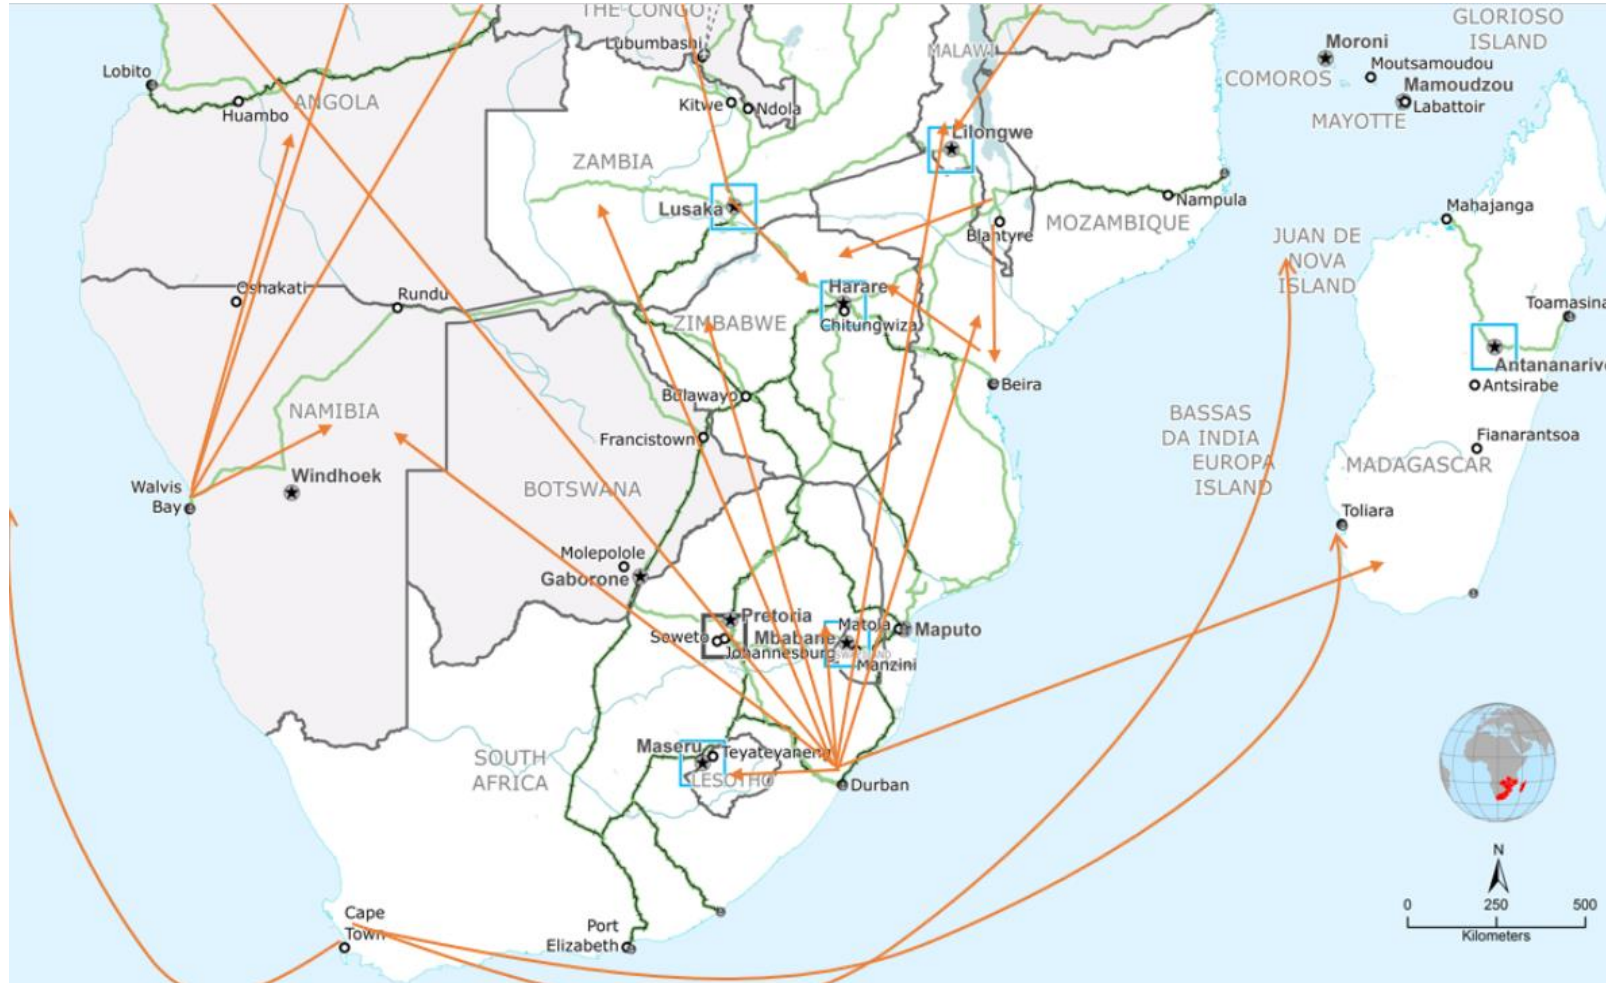 THE CONGO
GLORIOSO
ISLAND
Lubumbashi
MALAWI
Moroni
Moutsamoudou
COMOROS
Mamoudzou
Labattoir
MAYOTTE
Lobito
ANGOLA
Huambo
Kitwe
Ndola
Lilongwe
ZAMBIA
Lusaka
Nampula
MOZAMBIQUE
Blantyre
Mahajanga
JUAN DE
NOVA
ISLAND
Oshakati
Rundu
Harare
Chitungwiza
ZIMBABWE
Toamasina
Antananarivo
Antsirabe
Beira
Bulawayo
NAMIBIA
Francistown
BASSAS
DA INDIA
EUROPA
ISLAND
Fianarantsoa
MADAGASCAR
Windhoek
Walvis
Bay
BOTSWANA
Toliara
Molepolole
Gaborone
Pretoria
Soweto
Johannesburg
Mbabane
Matola
Maputo
Manzini
Maseru
Teyateyaneng
LESOTHO
SOUTH
AFRICA
Durban
Cape
Town
Port
Elizabeth
N
0 250 500
Kilometers